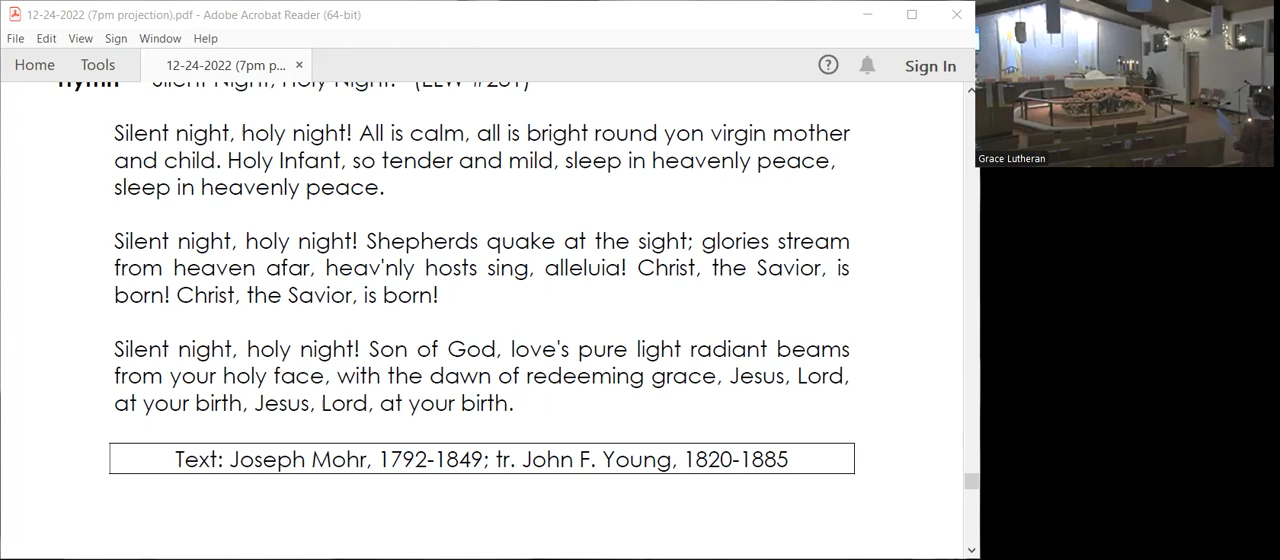 12-24-2022 (7pm projection).pdf - Adobe Acrobat Reader (64-bit)
File Edit View Sign Window Help
Home Tools 12-24-2022 (7pm p... × Sign In
Hymn Silent Night, Holy Night!
Silent night, holy night! All is calm, all is bright round yon virgin mother
and child. Holy Infant, so tender and mild, sleep in heavenly peace,
sleep in heavenly peace.
Silent night, holy night! Shepherds quake at the sight; glories stream
from heaven afar, heav'nly hosts sing, alleluia! Christ, the Savior, is
born! Christ, the Savior, is born!
Silent night, holy night! Son of God, love's pure light radiant beams
from your holy face, with the dawn of redeeming grace, Jesus, Lord,
at your birth, Jesus, Lord, at your birth.
Text: Joseph Mohr, 1792-1849; tr. John F. Young, 1820-1885
Grace Lutheran